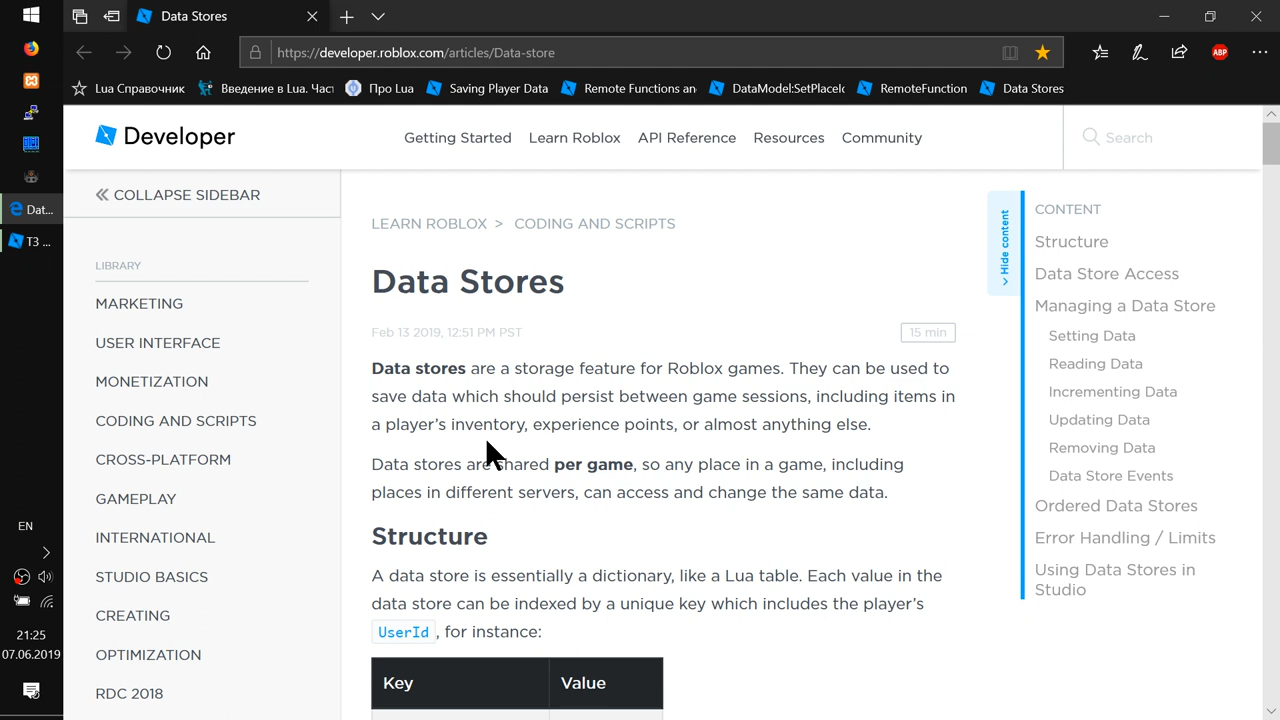 Data Stores
https://developer.roblox.com/articles/Data-store
ABP
Lua Справочник
Введение в Lua. Час
Про Lua
Saving Player Data
Remote Functions an
DataModel:SetPlaceId
RemoteFunction
Data Stores
Developer
Getting Started
Learn Roblox
API Reference
Resources
Community
Search
COLLAPSE SIDEBAR
LIBRARY
MARKETING
USER INTERFACE
MONETIZATION
CODING AND SCRIPTS
CROSS-PLATFORM
GAMEPLAY
INTERNATIONAL
STUDIO BASICS
CREATING
OPTIMIZATION
RDC 2018
LEARN ROBLOX > CODING AND SCRIPTS
Data Stores
Feb 13 2019, 12:51 PM PST
15 min
Data stores are a storage feature for Roblox games. They can be used to
save data which should persist between game sessions, including items in
a player’s inventory, experience points, or almost anything else.
Data stores are shared per game, so any place in a game, including
places in different servers, can access and change the same data.
Structure
A data store is essentially a dictionary, like a Lua table. Each value in the
data store can be indexed by a unique key which includes the player’s
UserId, for instance:
Key Value
Hide content
CONTENT
Structure
Data Store Access
Managing a Data Store
Setting Data
Reading Data
Incrementing Data
Updating Data
Removing Data
Data Store Events
Ordered Data Stores
Error Handling / Limits
Using Data Stores in
Studio
Dat...
T3 ...
EN
21:25
07.06.2019